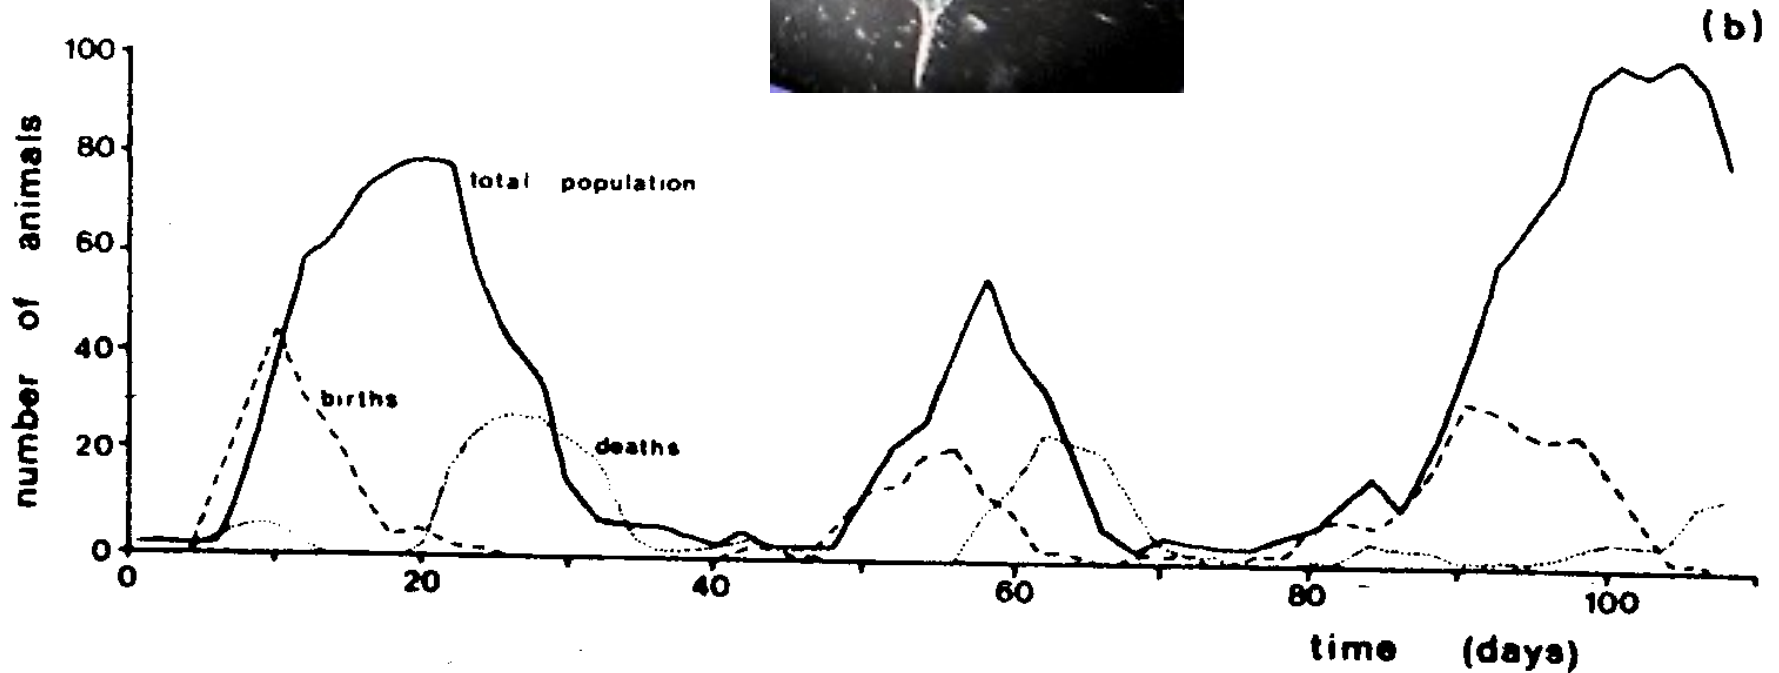 (b)
100
80
60
40
20
0
number of animals
total population
births
deaths
0 20 40 60 80 100
time (days)